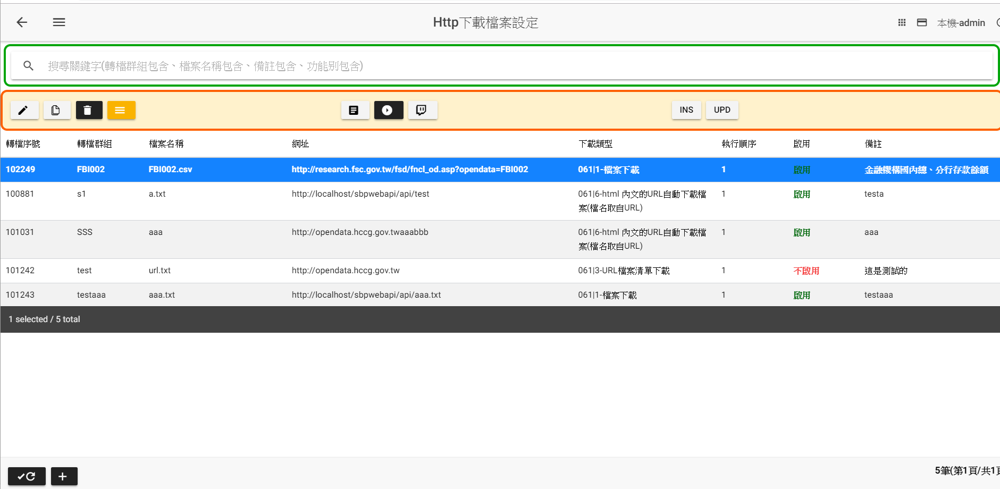 Http下載檔案設定
本機-admin
搜尋關鍵字(轉檔群組包含、檔案名稱包含、備註包含、功能別包含)
INS UPD
轉檔序號 轉檔群組 檔案名稱 網址 下載類型 執行順序 啟用 備註
102249 FBI002 FBI002.csv http://research.fsc.gov.tw/fsd/fncl_od.asp?opendata=FBI002 061|1-檔案下載 1 啟用 金融機構國內總、分行存款餘額
100881 s1 a.txt http://localhost/sbpwebapi/api/test 061|6-html 內文的URL自動下載檔 1 啟用 testa
案(檔名取自URL)
101031 SSS aaa http://opendata.hccg.gov.twaaabbb 061|6-html 內文的URL自動下載檔 1 啟用 aaa
案(檔名取自URL)
101242 test url.txt http://opendata.hccg.gov.tw 061|3-URL檔案清單下載 1 不啟用 這是測試的
101243 testaaa aaa.txt http://localhost/sbpwebapi/api/aaa.txt 061|1-檔案下載 1 啟用 testaaa
1 selected / 5 total
5筆(第1頁/共1頁